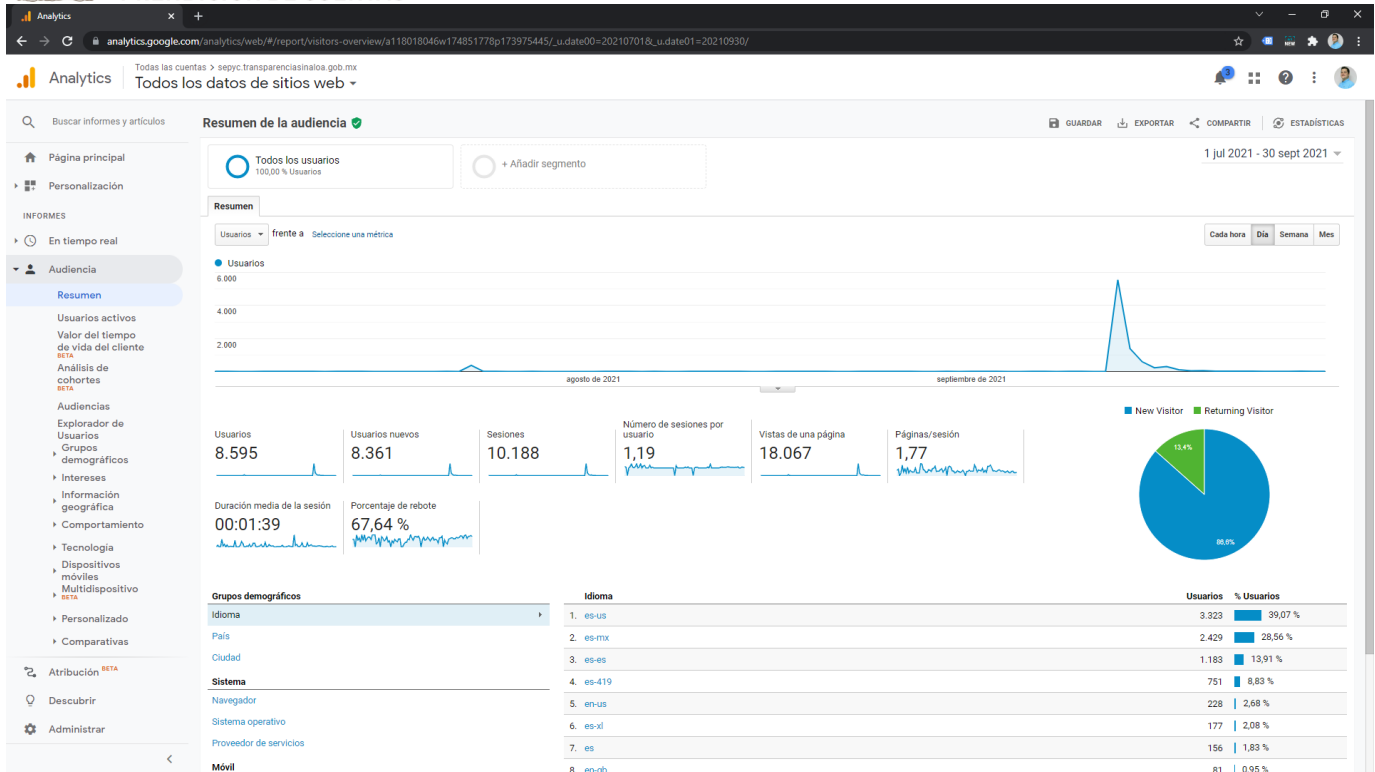 Analytics
analytics.google.com/analytics/web/#/report/visitors-overview/a118018046w174851778p173975445/_u.date00=20210701&_u.date01=20210930/
Analytics
Todas las cuentas > sepyc.transparenciasinaloa.gob.mx
Todos los datos de sitios web
3
Buscar informes y artículos
Página principal
Personalización
INFORMES
En tiempo real
Audiencia
Resumen
Usuarios activos
Valor del tiempo
de vida del cliente
BETA
Análisis de
cohortes
BETA
Audiencias
Explorador de
Usuarios
Grupos
demográficos
Intereses
Información
geográfica
Comportamiento
Tecnología
Dispositivos
móviles
Multidispositivo
BETA
Personalizado
Comparativas
Atribución BETA
Descubrir
Administrar
Resumen de la audiencia
GUARDAR EXPORTAR COMPARTIR ESTADÍSTICAS
Todos los usuarios
100,00 % Usuarios
+ Añadir segmento
1 jul 2021 - 30 sept 2021
Resumen
Usuarios frente a Seleccione una métrica
Cada hora Día Semana Mes
Usuarios
6.000
4.000
2.000
agosto de 2021 septiembre de 2021
New Visitor Returning Visitor
13,4%
86,6%
Usuarios
8.595
Usuarios nuevos
8.361
Sesiones
10.188
Número de sesiones por
usuario
1,19
Vistas de una página
18.067
Páginas/sesión
1,77
Duración media de la sesión
00:01:39
Porcentaje de rebote
67,64 %
Grupos demográficos
Idioma
País
Ciudad
Sistema
Navegador
Sistema operativo
Proveedor de servicios
Móvil
Idioma Usuarios % Usuarios
1. es-us 3.323 39,07 %
2. es-mx 2.429 28,56 %
3. es-es 1.183 13,91 %
4. es-419 751 8,83 %
5. en-us 228 2,68 %
6. es-xl 177 2,08 %
7. es 156 1,83 %
8. en-gb 81 0,95 %